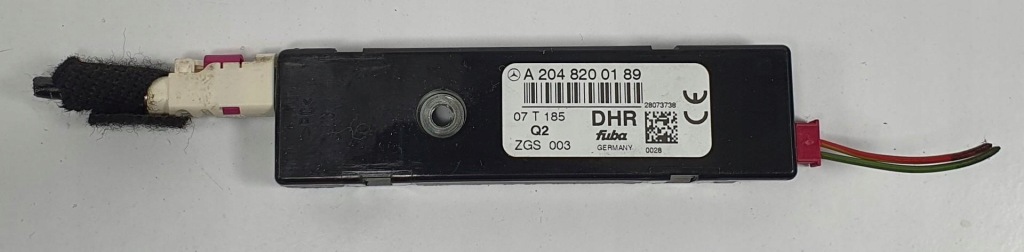 A 204 820 01 89
28073738
07 T 185
DHR
Q2
fuba
ZGS 003
GERMANY
0028
CE